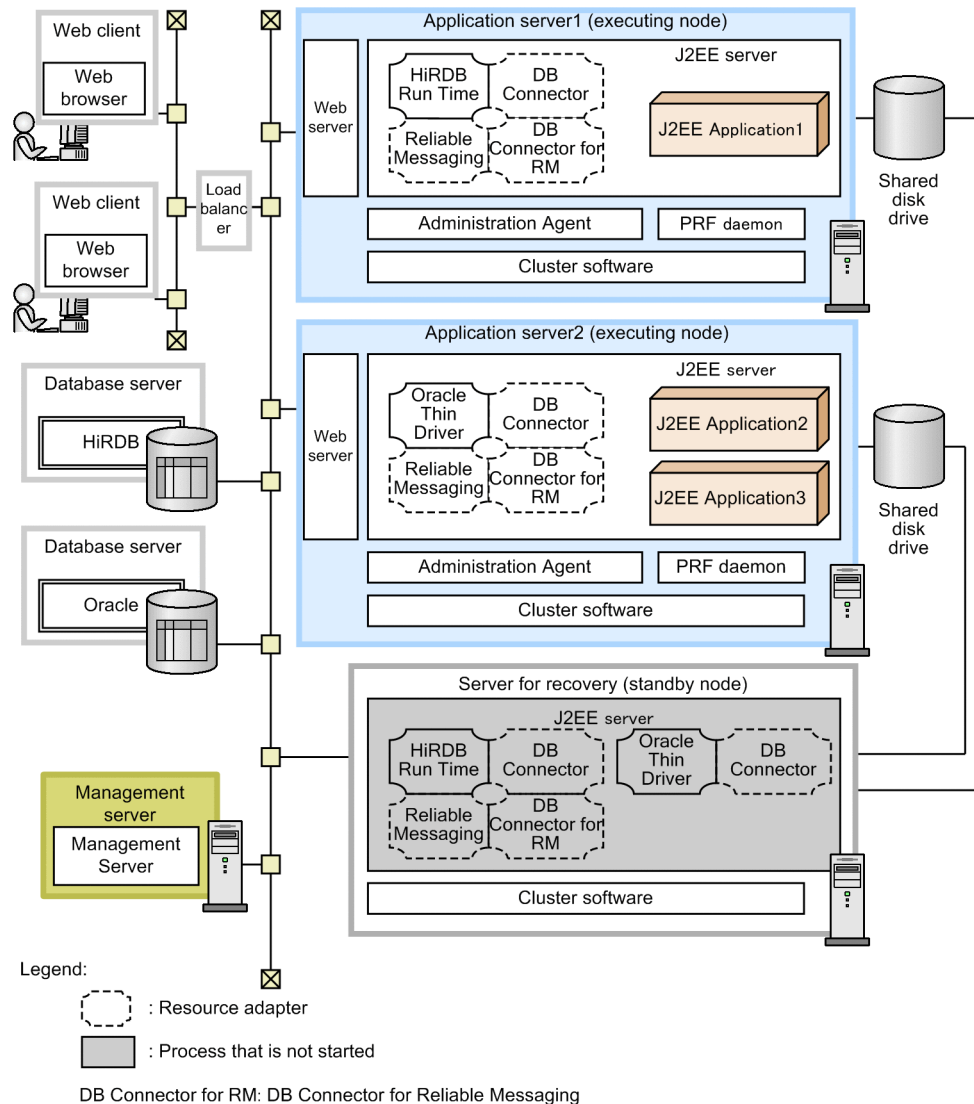 Web client
Web
browser
Web client
Web
browser
Load
balanc
er
Application server1 (executing node)
Web
server
J2EE server
HiRDB
Run Time
DB
Connector
Reliable
Messaging
DB
Connector for
RM
J2EE Application1
Administration Agent
PRF daemon
Cluster software
Shared
disk
drive
Application server2 (executing node)
Web
server
J2EE server
Oracle
Thin
Driver
DB
Connector
Reliable
Messaging
DB
Connector for
RM
J2EE Application2
J2EE Application3
Administration Agent
PRF daemon
Cluster software
Shared
disk
drive
Database server
HiRDB
Database server
Oracle
Server for recovery (standby node)
J2EE server
HiRDB
Run Time
DB
Connector
Reliable
Messaging
DB
Connector for
RM
Oracle
Thin
Driver
DB
Connector
Cluster software
Management
server
Management
Server
Legend:
: Resource adapter
: Process that is not started
DB Connector for RM: DB Connector for Reliable Messaging